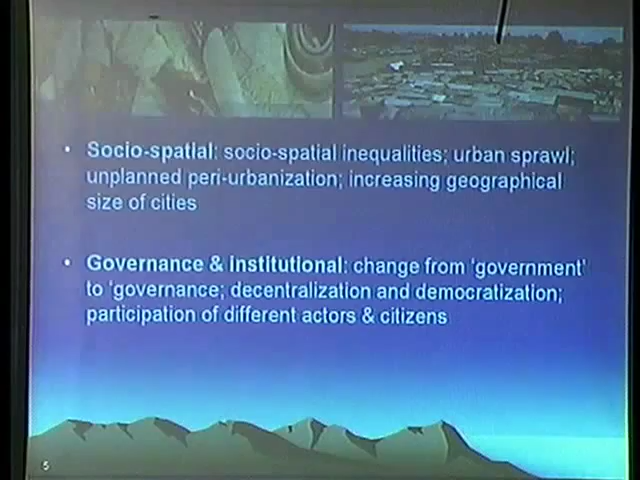 • Socio-spatial: socio-spatial inequalities; urban sprawl;
unplanned peri-urbanization; increasing geographical
size of cities
• Governance & institutional: change from 'government'
to 'governance; decentralization and democratization;
participation of different actors & citizens
5